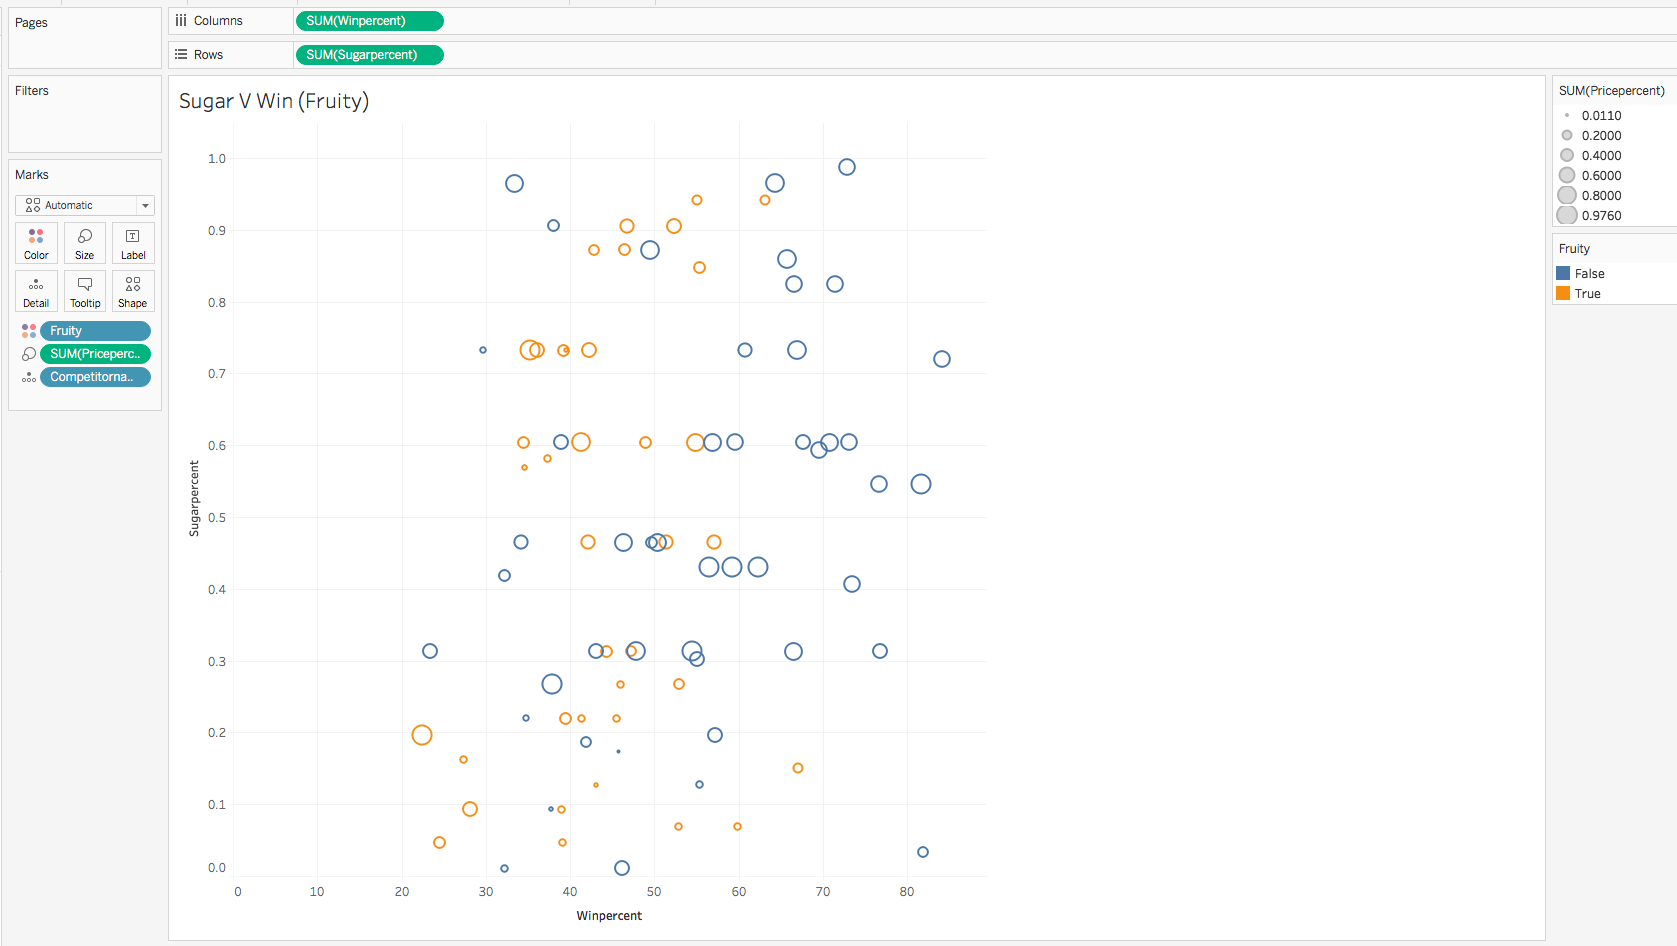 Pages
Columns
SUM(Winpercent)
Rows
SUM(Sugarpercent)
Filters
Marks
Automatic
Color
Size
T
Label
Detail
Tooltip
Shape
Fruity
SUM(Priceperc..
Competitorna..
Sugar V Win (Fruity)
1.0
0.9
0.8
0.7
0.6
0.5
0.4
0.3
0.2
0.1
0.0
Sugarpercent
0 10 20 30 40 50 60 70 80
Winpercent
SUM(Pricepercent)
0.0110
0.2000
0.4000
0.6000
0.8000
0.9760
Fruity
False
True